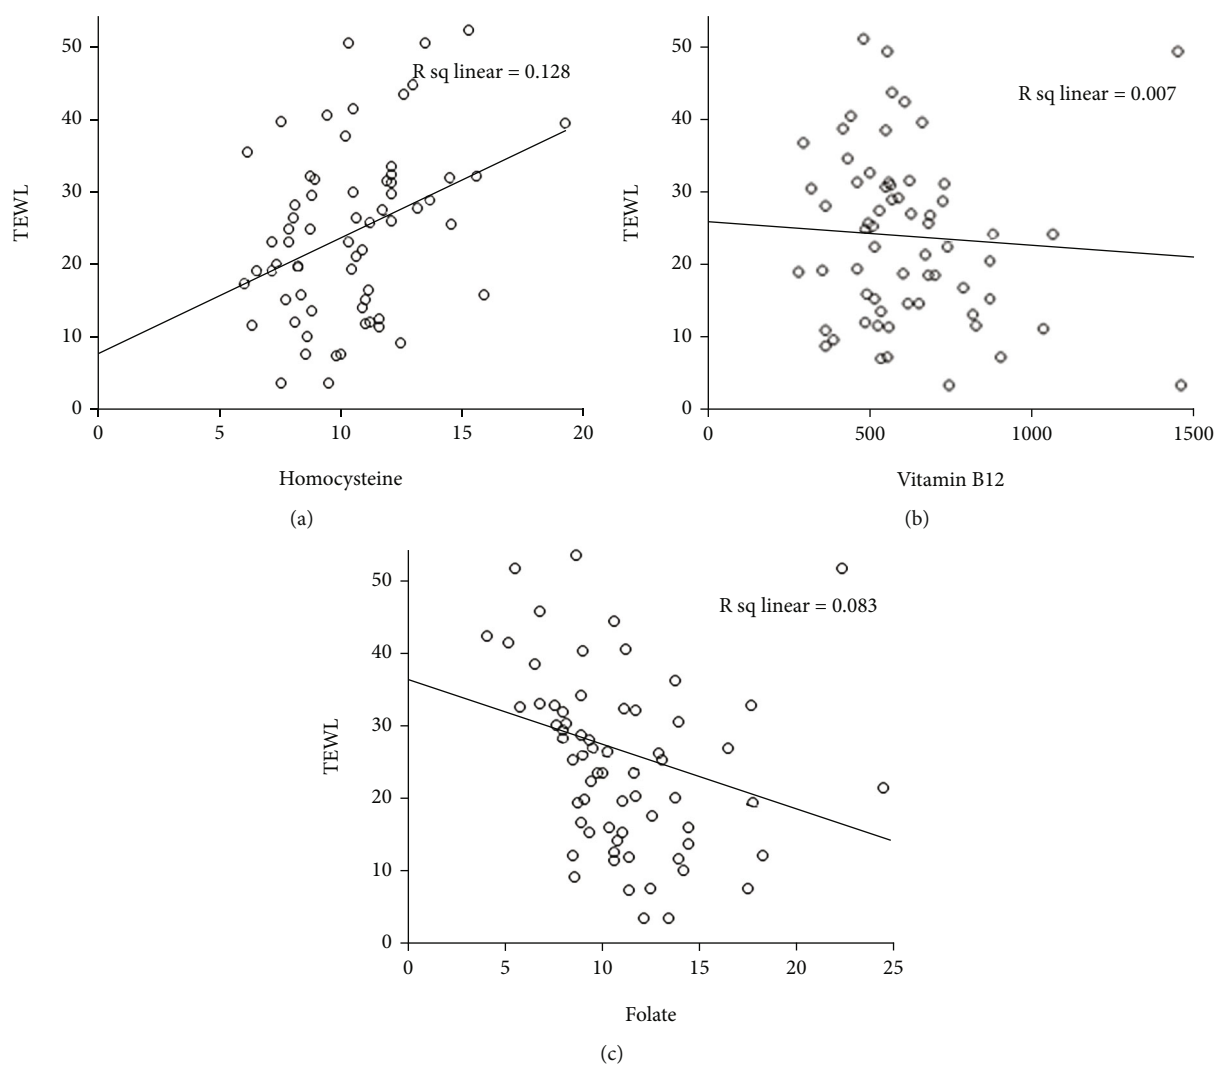 50
40
30
20
10
0
TEWL
R sq linear = 0.128
0 5 10 15 20
Homocysteine
(a)
50
40
30
20
10
0
TEWL
R sq linear = 0.007
0 500 1000 1500
Vitamin B12
(b)
50
40
30
20
10
0
TEWL
R sq linear = 0.083
0 5 10 15 20 25
Folate
(c)